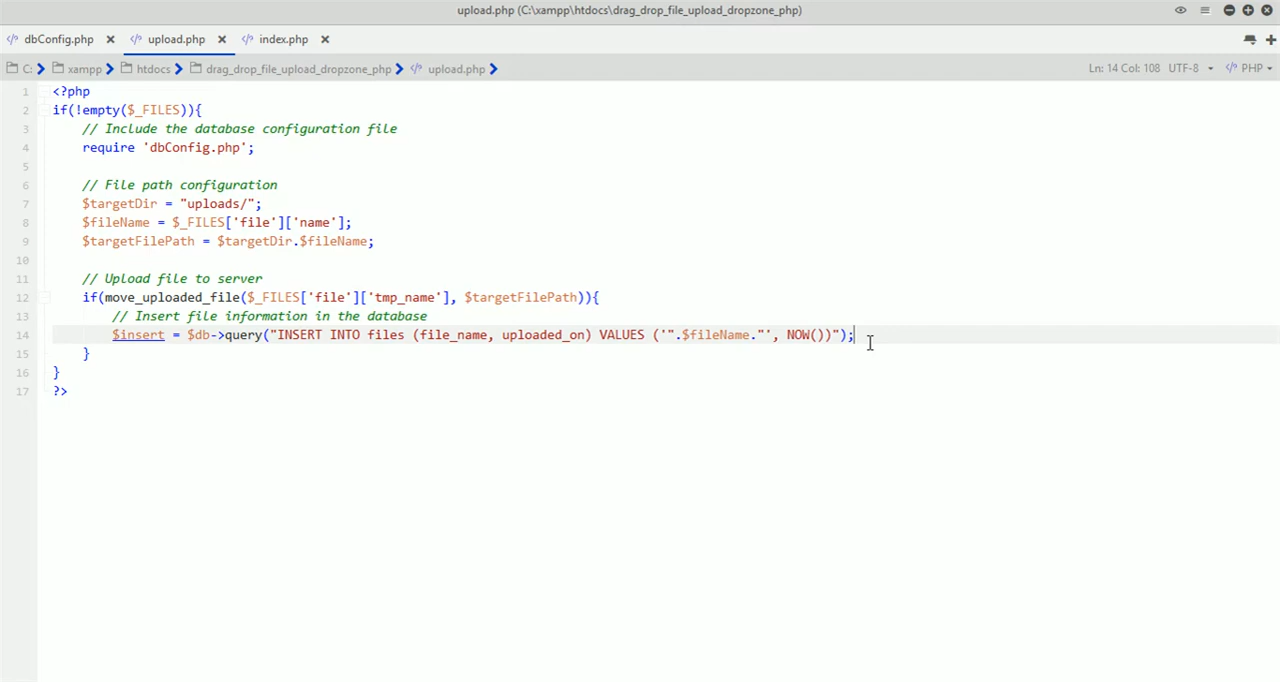 upload.php (C:\xampp\htdocs\drag_drop_file_upload_dropzone_php)
dbConfig.php upload.php index.php
C: xampp htdocs drag_drop_file_upload_dropzone_php upload.php Ln: 14 Col: 108 UTF-8 PHP
1 <?php
2 if(!empty($_FILES)){
3 // Include the database configuration file
4 require 'dbConfig.php';
5
6 // File path configuration
7 $targetDir = "uploads/";
8 $fileName = $_FILES['file']['name'];
9 $targetFilePath = $targetDir.$fileName;
10
11 // Upload file to server
12 if(move_uploaded_file($_FILES['file']['tmp_name'], $targetFilePath)){
13 // Insert file information in the database
14 $insert = $db->query("INSERT INTO files (file_name, uploaded_on) VALUES ('".$fileName."', NOW())");
15 }
16 }
17 ?>